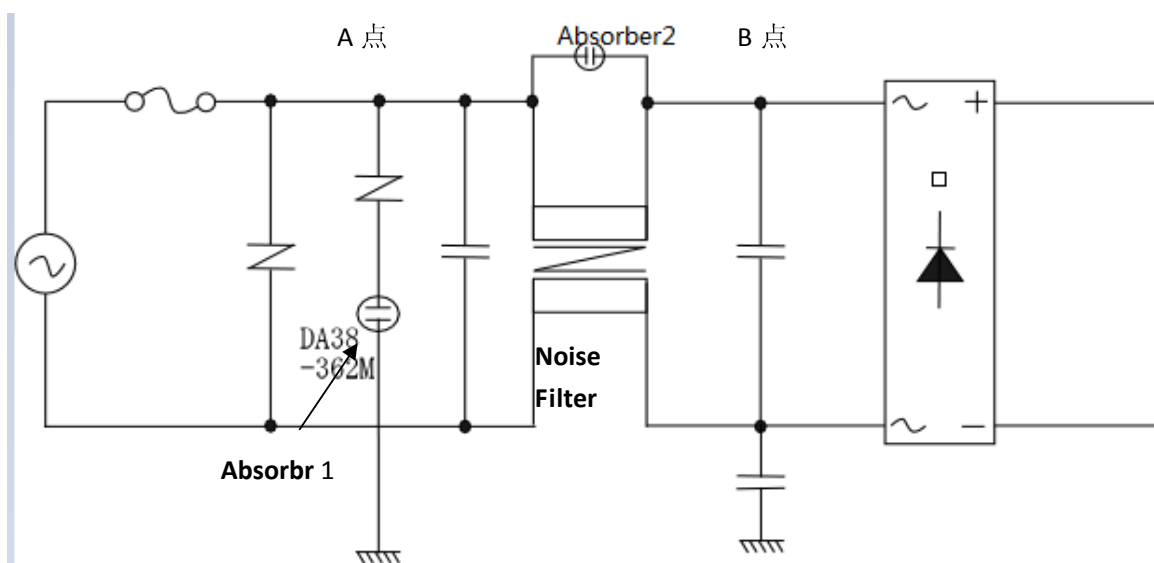 A 点
Absorber2
B 点
DA38
-362M
Noise
Filter
Absorbr 1